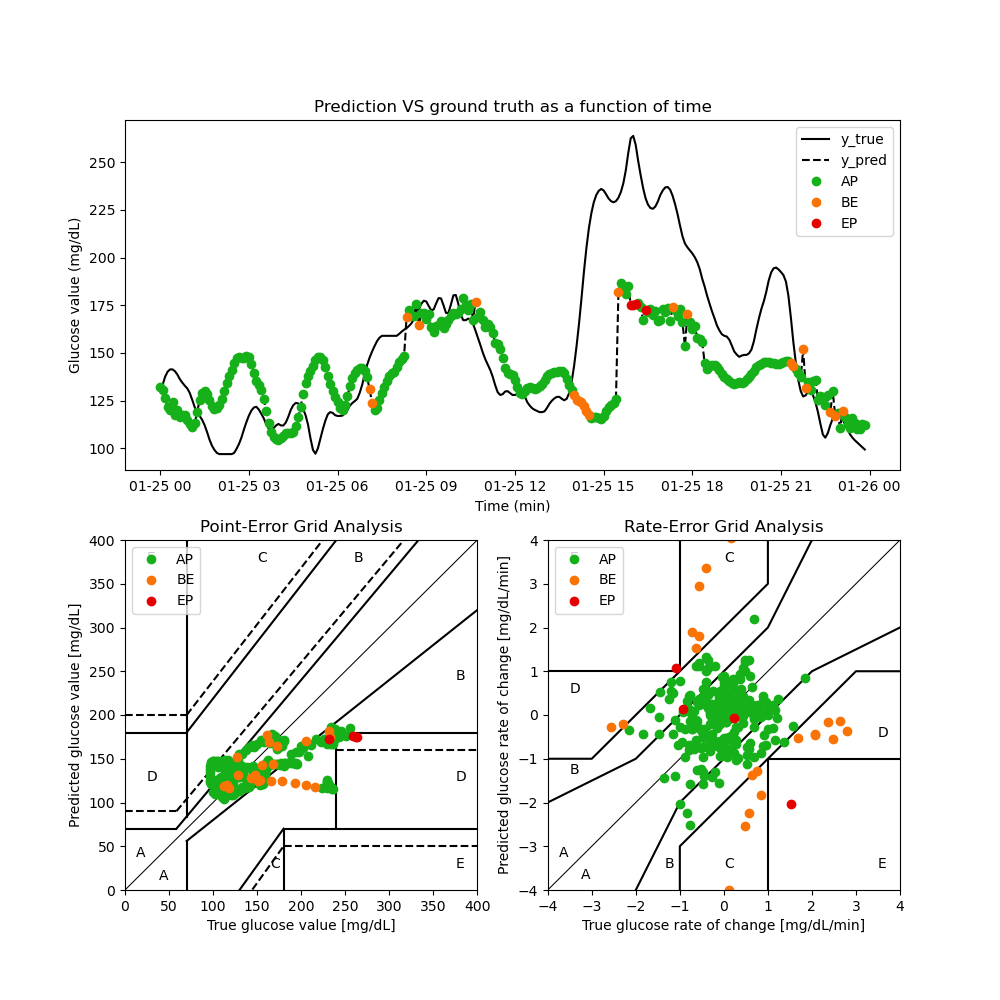 Prediction VS ground truth as a function of time
Glucose value (mg/dL)
250
225
200
175
150
125
100
y_true
y_pred
AP
BE
EP
01-25 00 01-25 03 01-25 06 01-25 09 01-25 12 01-25 15 01-25 18 01-25 21 01-26 00
Time (min)
Point-Error Grid Analysis
Predicted glucose value [mg/dL]
400
350
300
250
200
150
100
50
0
AP
BE
EP
C B
B
D D
A
A
C E
0 50 100 150 200 250 300 350 400
True glucose value [mg/dL]
Rate-Error Grid Analysis
Predicted glucose rate of change [mg/dL/min]
4
3
2
1
0
−1
−2
−3
−4
AP
BE
EP
C
D
D
B
A
A
B C E
−4 −3 −2 −1 0 1 2 3 4
True glucose rate of change [mg/dL/min]